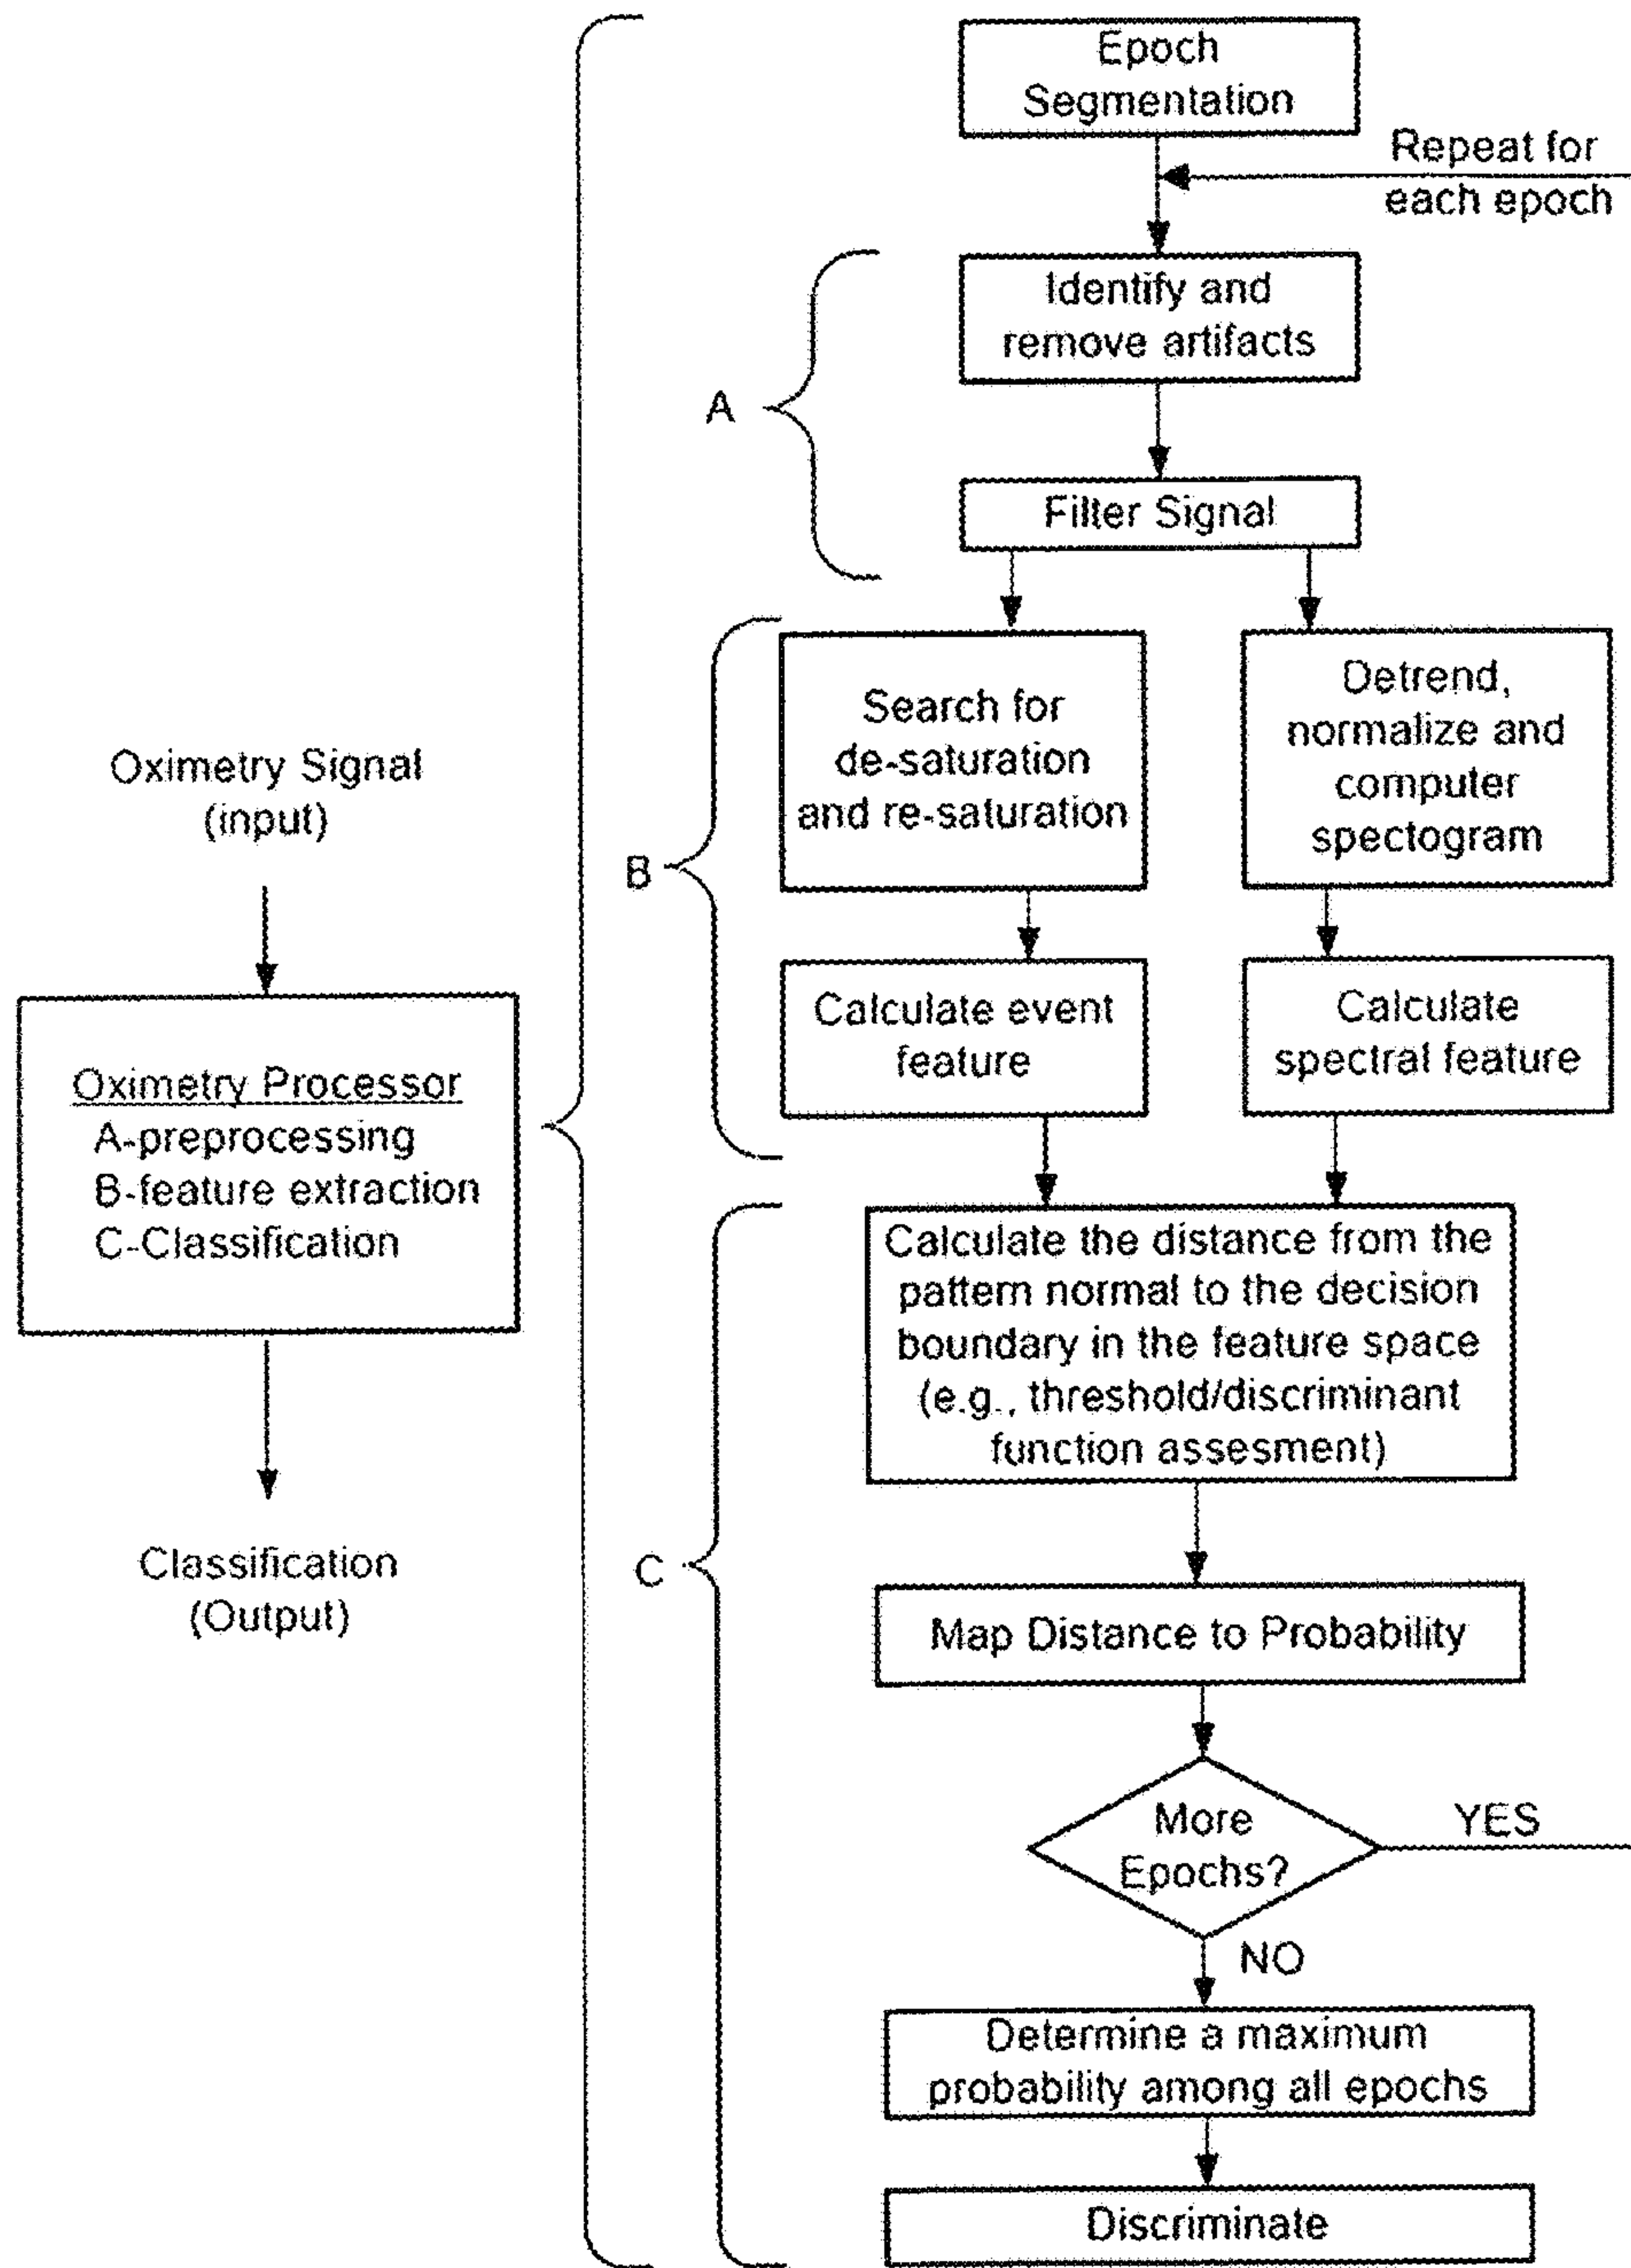 Oximetry Signal
(input)
Oximetry Processor
A-preprocessing
B-feature extraction
C-Classification
Classification
(Output)
Epoch
Segmentation
Repeat for
each epoch
A
Identify and
remove artifacts
Filter Signal
B
Search for
de-saturation
and re-saturation
Detrend,
normalize and
computer
spectogram
Calculate event
feature
Calculate
spectral feature
C
Calculate the distance from the
pattern normal to the decision
boundary in the feature space
(e.g., threshold/discriminant
function assesment)
Map Distance to Probability
More
Epochs?
YES
NO
Determine a maximum
probability among all epochs
Discriminate